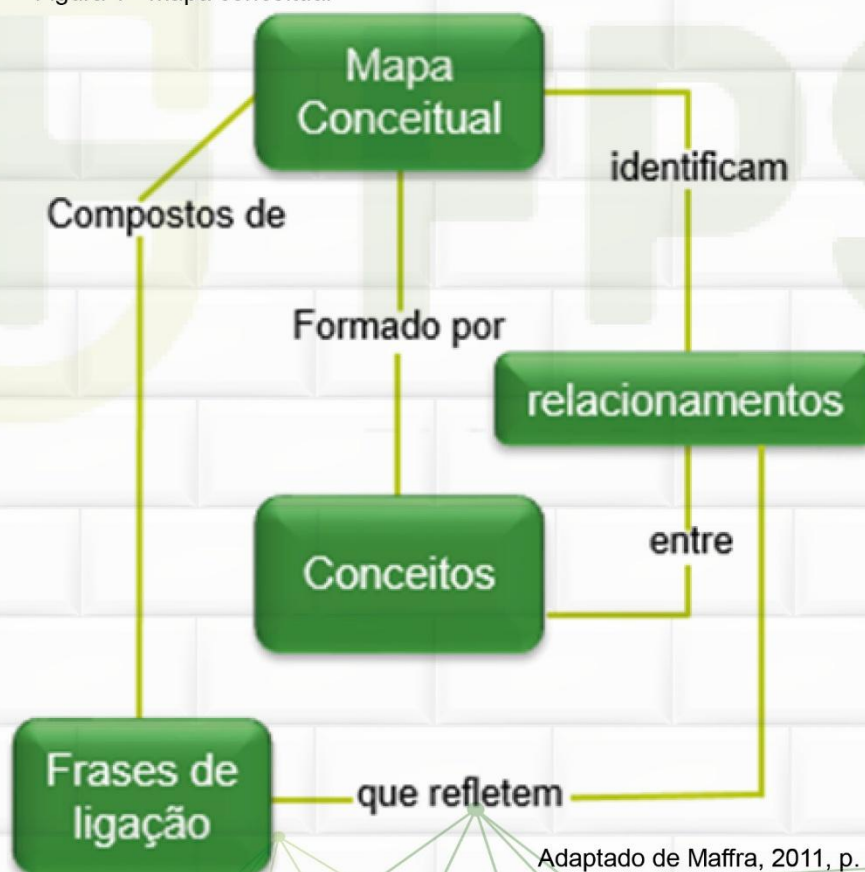 Mapa
Conceitual
identificam
Compostos de
Formado por
relacionamentos
entre
Conceitos
Frases de
ligação
que refletem
Adaptado de Maffra, 2011, p.